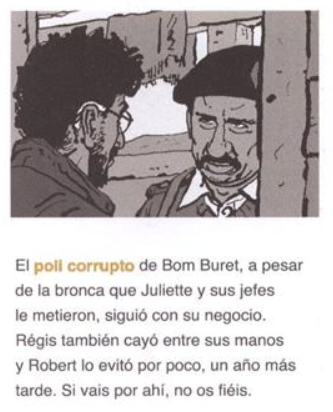 El poli corrupto de Bom Buret, a pesar
de la bronca que Juliette y sus jefes
le metieron, siguió con su negocio.
Régis también cayó entre sus manos
y Robert lo evitó por poco, un año más
tarde. Si vais por ahí, no os fiéis.